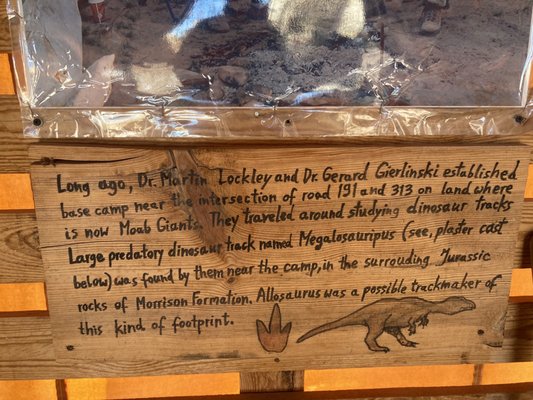 Long ago, Dr. Martin Lockley and Dr. Gerard Gierlinski established
base camp near the intersection of road 191 and 313 on land where
is now Moab Giants. They traveled around studying dinosaur tracks
Large predatory dinosaur track named Megalosauripus (see, plaster cast
below) was found by them near the camp, in the surrouding Jurassic
rocks of Morrison Formation. Allosaurus was a possible trackmaker of
this kind of footprint.